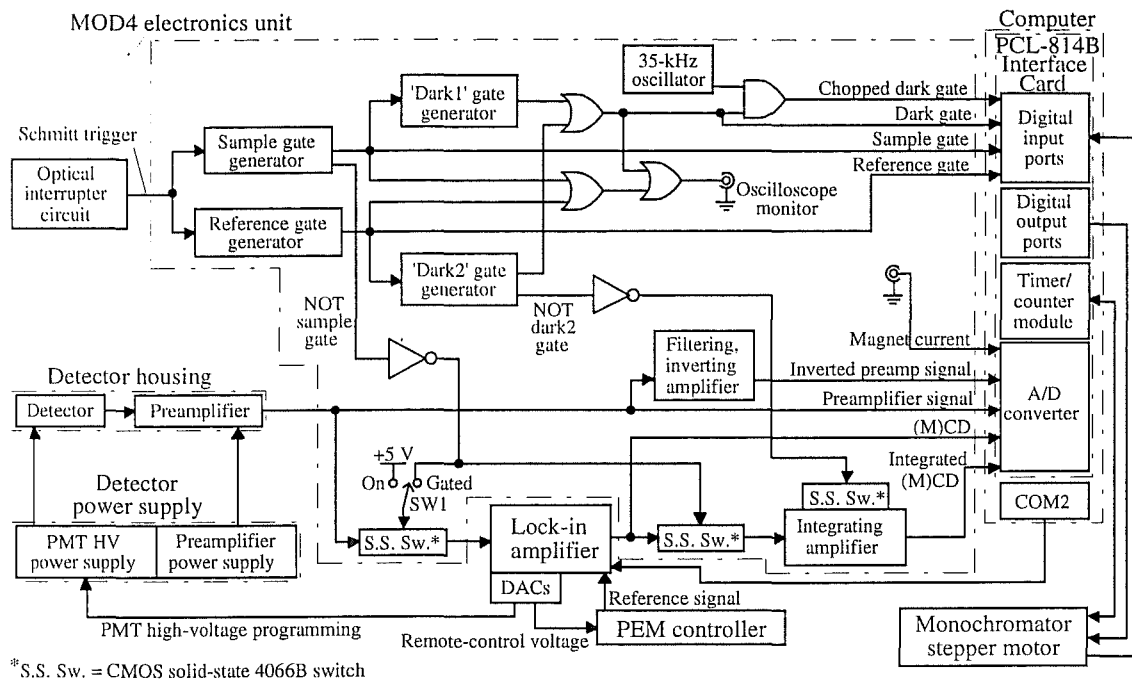 MOD4 electronics unit
Computer
PCL-814B
Interface
Card
35-kHz
oscillator
Chopped dark gate
'Dark1' gate
generator
Dark gate
Digital
input
ports
Schmitt trigger
Sample gate
generator
Sample gate
Optical
interrupter
circuit
Reference gate
Oscilloscope
monitor
Reference gate
generator
Digital
output
ports
'Dark2' gate
generator
Timer/
counter
module
NOT
sample
gate
NOT
dark2
gate
Magnet current
Filtering,
inverting
amplifier
Inverted preamp signal
A/D
converter
Detector housing
Detector
Preamplifier
Preamplifier signal
(M)CD
+5 V
On
Gated
SW1
Integrated
(M)CD
Detector
power supply
S.S. Sw.*
COM2
PMT HV
power supply
Preamplifier
power supply
S.S. Sw.*
Lock-in
amplifier
S.S. Sw.*
Integrating
amplifier
DACs
Reference signal
PMT high-voltage programming
Remote-control voltage
PEM controller
Monochromator
stepper motor
*S.S. Sw. = CMOS solid-state 4066B switch